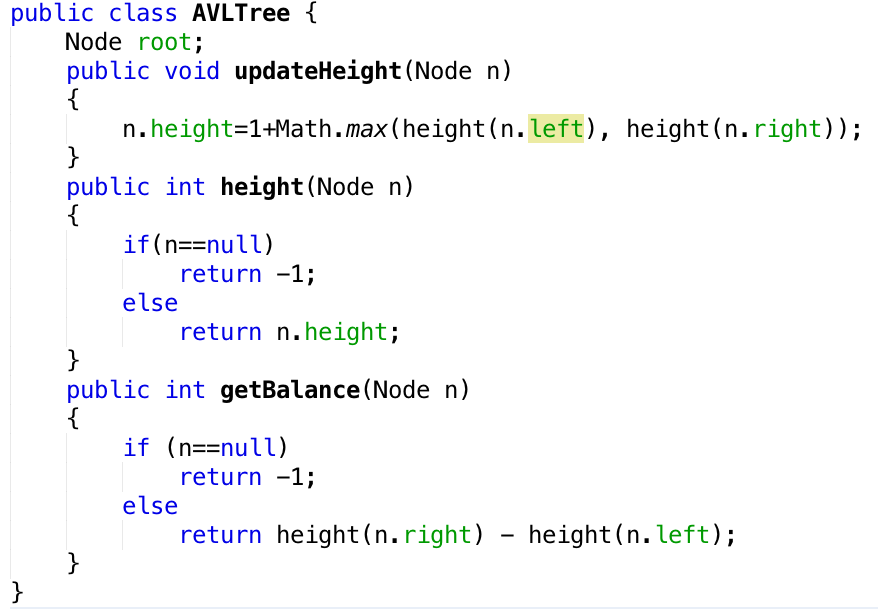 public class AVLTree {
    Node root;
    public void updateHeight(Node n)
    {
        n.height=1+Math.max(height(n.left), height(n.right));
    }
    public int height(Node n)
    {
        if(n==null)
            return -1;
        else
            return n.height;
    }
    public int getBalance(Node n)
    {
        if (n==null)
            return -1;
        else
            return height(n.right) - height(n.left);
    }
}